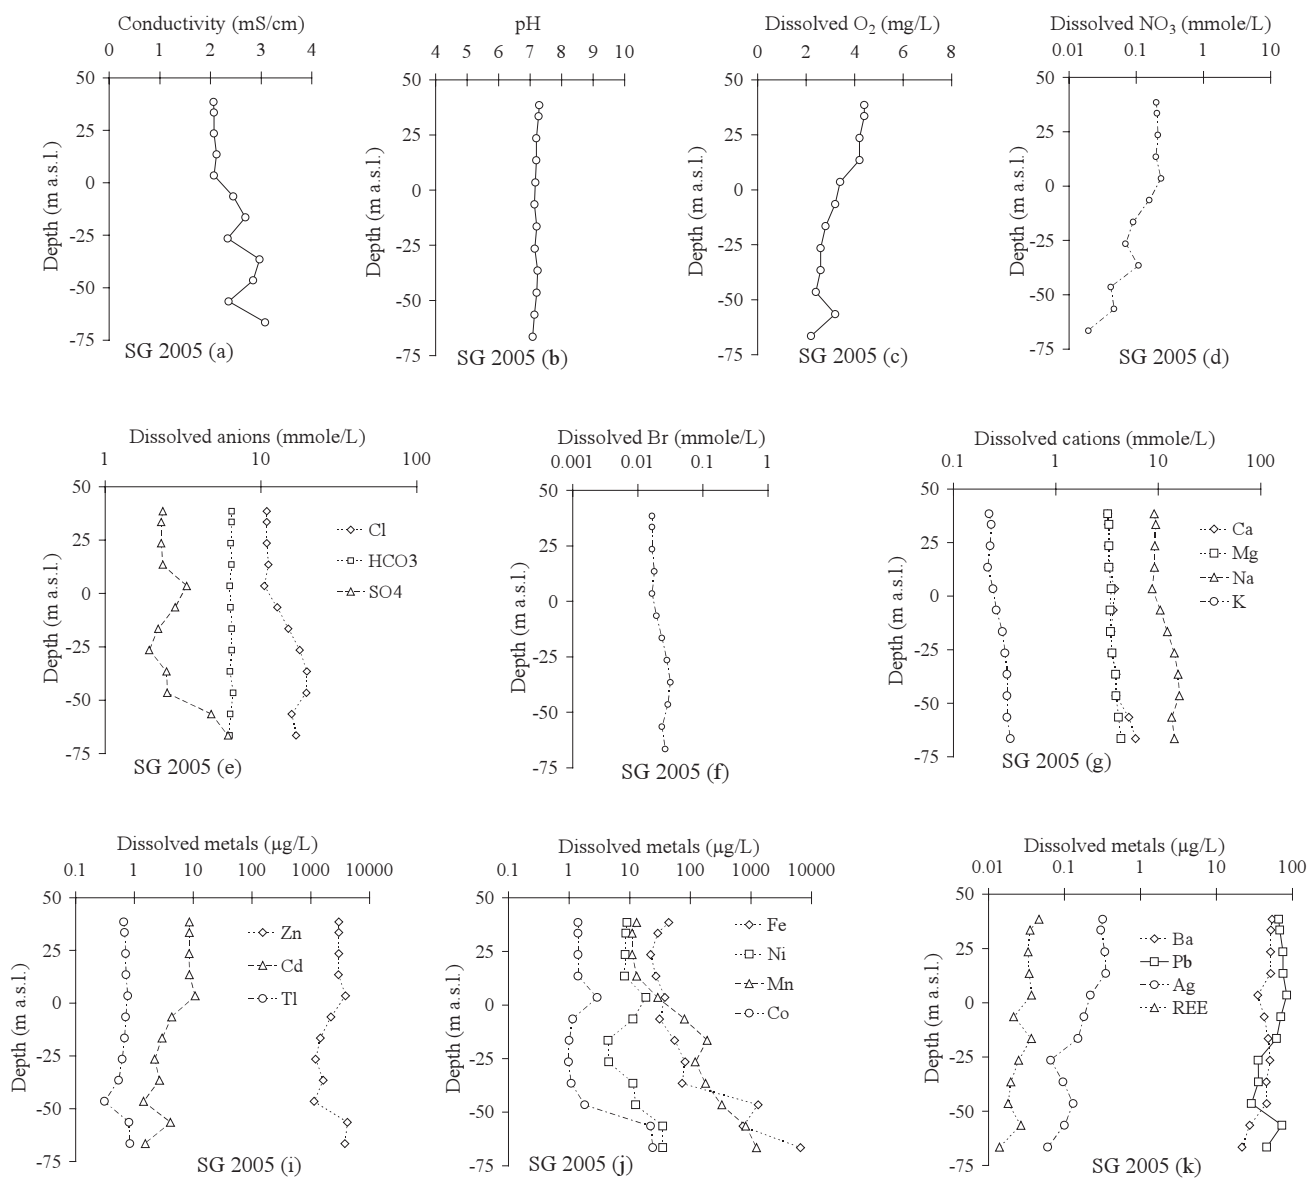 Conductivity (mS/cm)
0 1 2 3 4
50
25
0
-25
-50
-75
Depth (m a.s.l.)
SG 2005 (a)
pH
4 5 6 7 8 9 10
50
25
0
-25
-50
-75
Depth (m a.s.l.)
SG 2005 (b)
Dissolved O2 (mg/L)
0 2 4 6 8
50
25
0
-25
-50
-75
Depth (m a.s.l.)
SG 2005 (c)
Dissolved NO3 (mmole/L)
0.01 0.1 1 10
50
25
0
-25
-50
-75
Depth (m a.s.l.)
SG 2005 (d)
Dissolved anions (mmole/L)
1 10 100
50
25
0
-25
-50
-75
Depth (m a.s.l.)
Cl
HCO3
SO4
SG 2005 (e)
Dissolved Br (mmole/L)
0.001 0.01 0.1 1
50
25
0
-25
-50
-75
Depth (m a.s.l.)
SG 2005 (f)
Dissolved cations (mmole/L)
0.1 1 10 100
50
25
0
-25
-50
-75
Depth (m a.s.l.)
Ca
Mg
Na
K
SG 2005 (g)
Dissolved metals (µg/L)
0.1 1 10 100 1000 10000
50
25
0
-25
-50
-75
Depth (m a.s.l.)
Zn
Cd
Tl
SG 2005 (i)
Dissolved metals (µg/L)
0.1 1 10 100 1000 10000
50
25
0
-25
-50
-75
Depth (m a.s.l.)
Fe
Ni
Mn
Co
SG 2005 (j)
Dissolved metals (µg/L)
0.01 0.1 1 10 100
50
25
0
-25
-50
-75
Depth (m a.s.l.)
Ba
Pb
Ag
REE
SG 2005 (k)